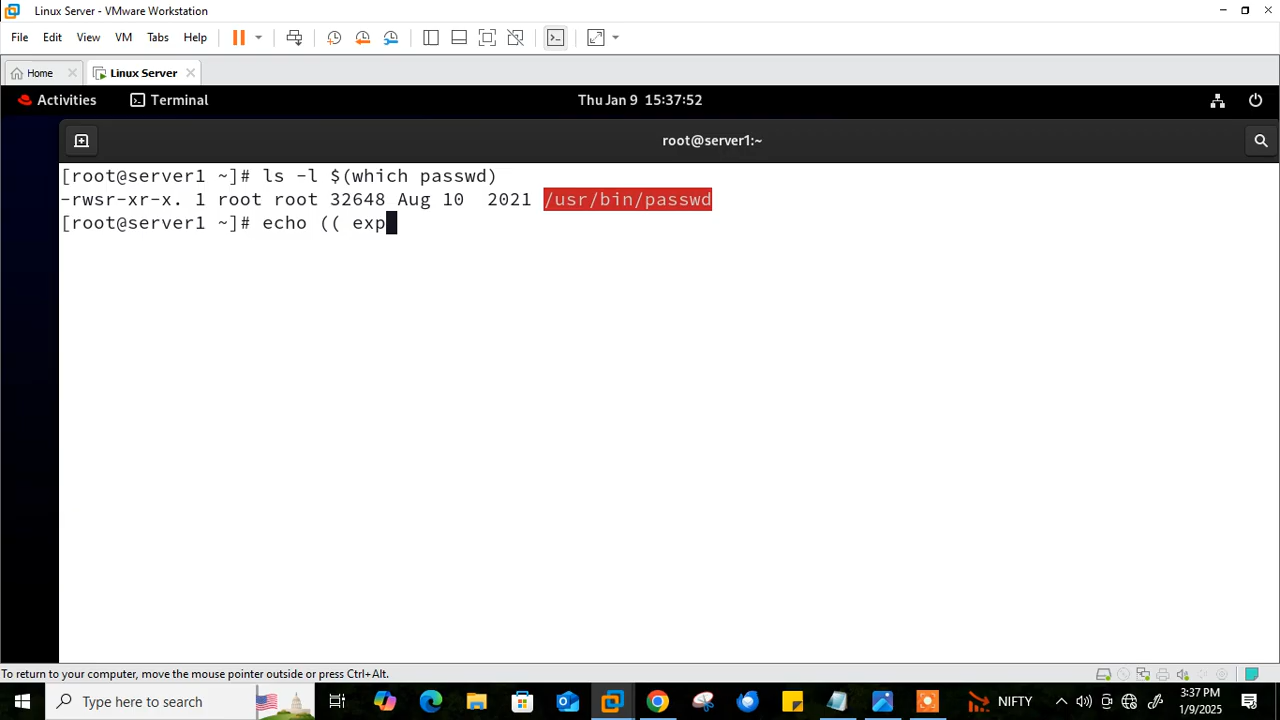 Linux Server - VMware Workstation
File Edit View VM Tabs Help
Home Linux Server
Activities Terminal Thu Jan 9 15:37:52
root@server1:~
[root@server1 ~]# ls -l $(which passwd)
-rwsr-xr-x. 1 root root 32648 Aug 10 2021 /usr/bin/passwd
[root@server1 ~]# echo (( exp
To return to your computer, move the mouse pointer outside or press Ctrl+Alt.
Type here to search NIFTY 3:37 PM
1/9/2025